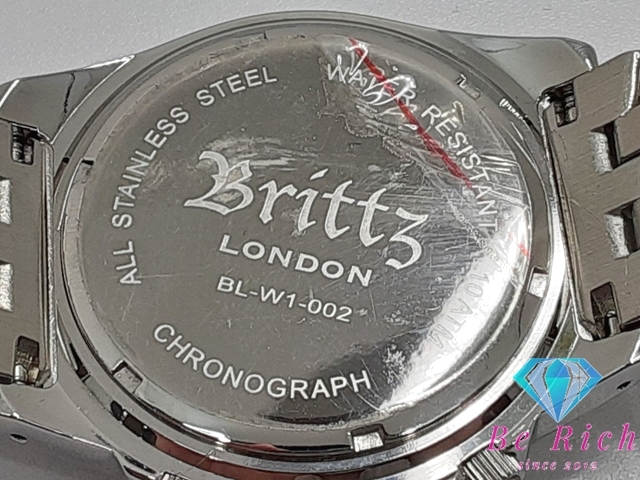 ALL STAINLESS STEEL
WATER RESISTANT 10ATM
Brittz
LONDON
BL-W1-002
CHRONOGRAPH
Be Rich
since 2012